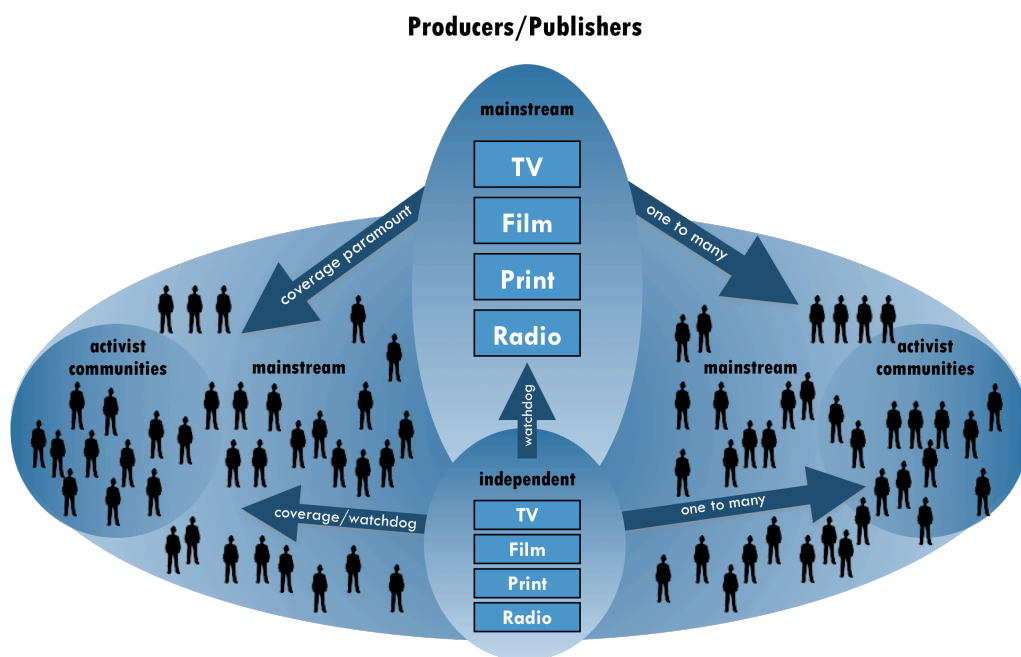 Producers/Publishers
mainstream
TV
Film
Print
Radio
coverage paramount
one to many
activist
communities
mainstream
mainstream
activist
communities
watchdog
independent
TV
Film
Print
Radio
coverage/watchdog
one to many